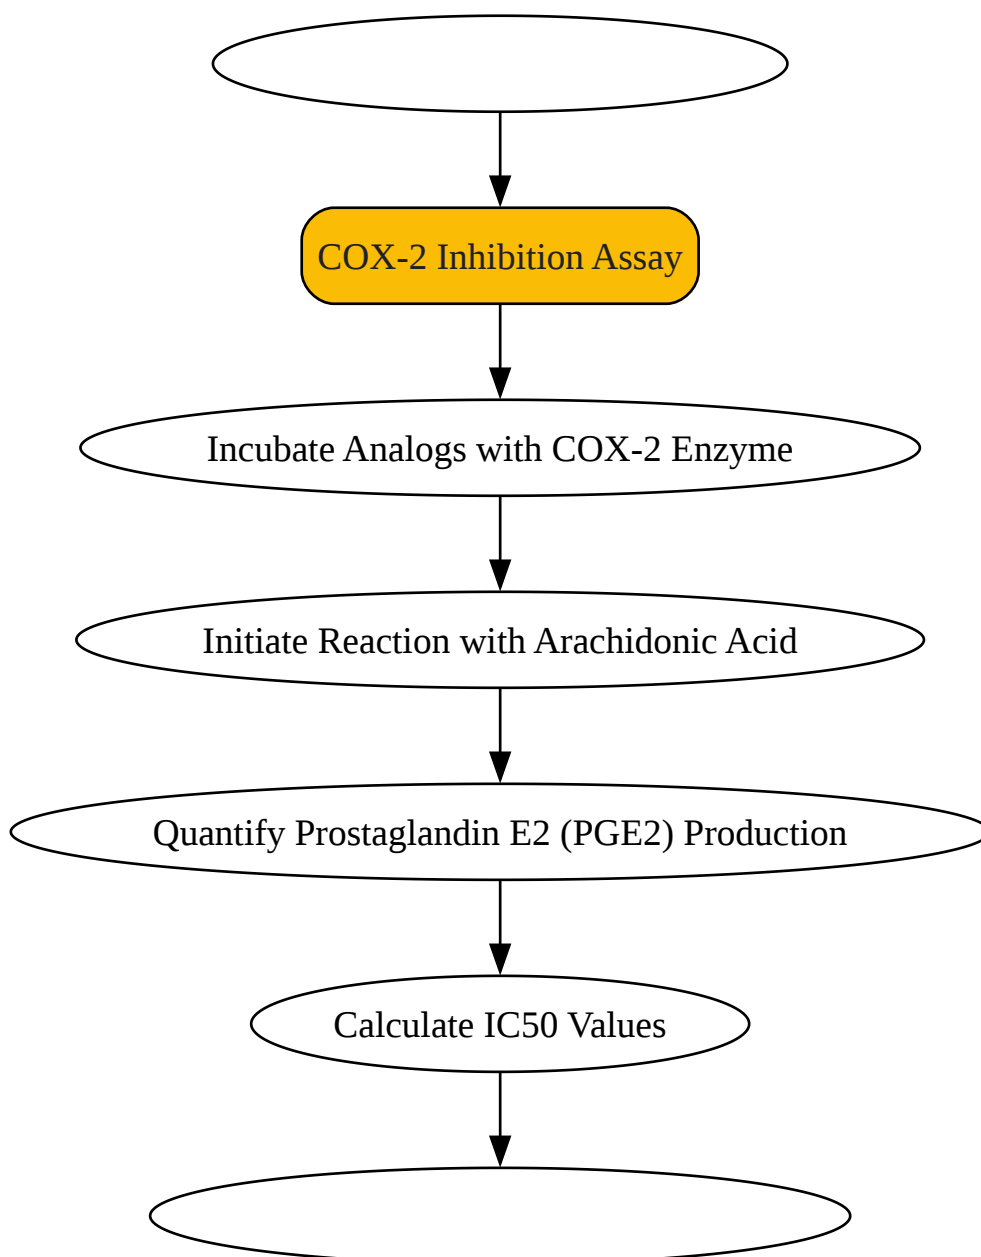 COX-2 Inhibition Assay
Incubate Analogs with COX-2 Enzyme
Initiate Reaction with Arachidonic Acid
Quantify Prostaglandin E2 (PGE2) Production
Calculate IC50 Values